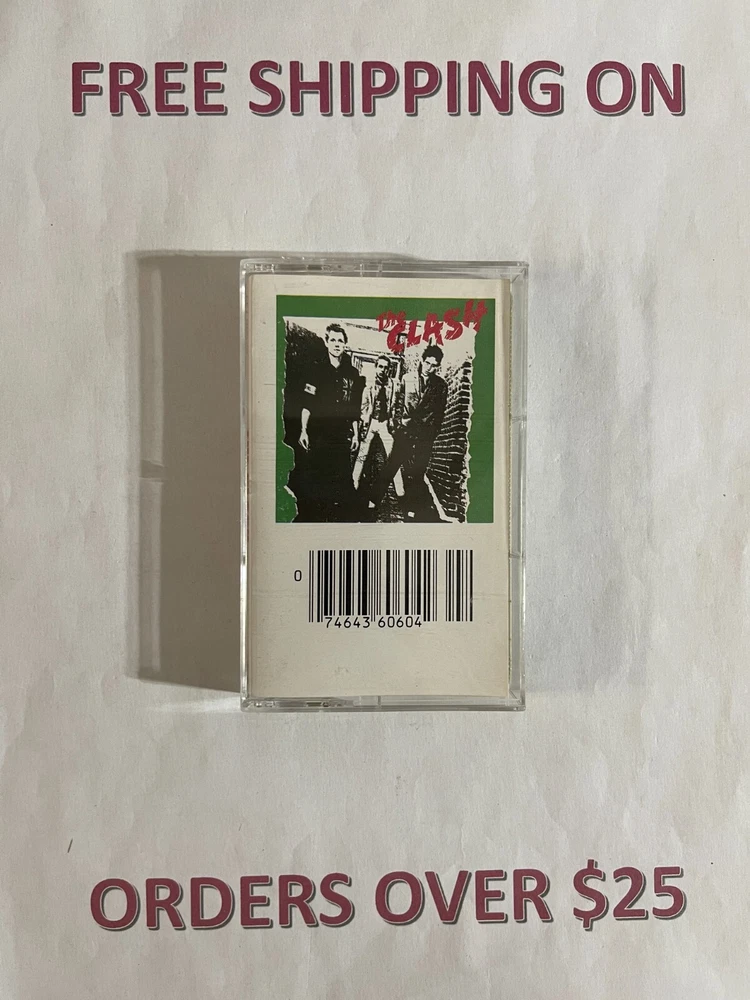 FREE SHIPPING ON
THE
CLASH
0
74643 60604
ORDERS OVER $25